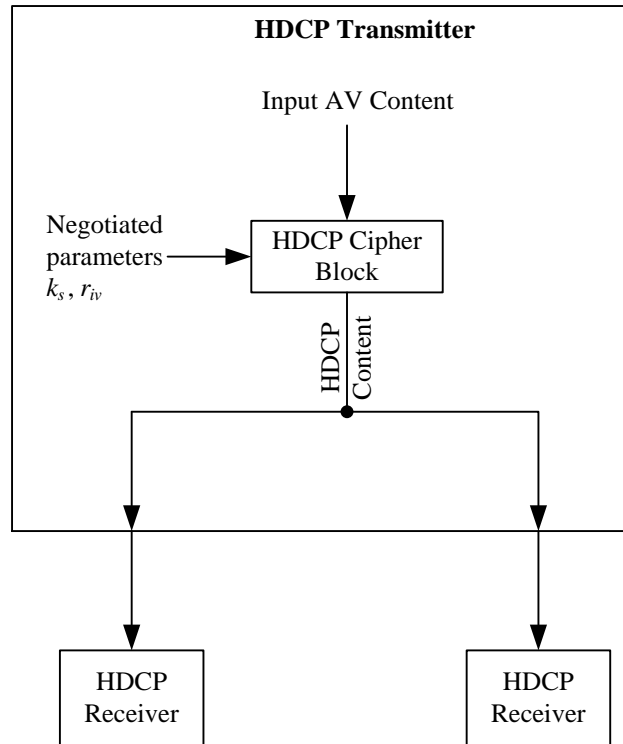 HDCP Transmitter
Input AV Content
Negotiated
parameters
kₛ, rᵢᵥ
HDCP Cipher
Block
HDCP
Content
HDCP
Receiver
HDCP
Receiver